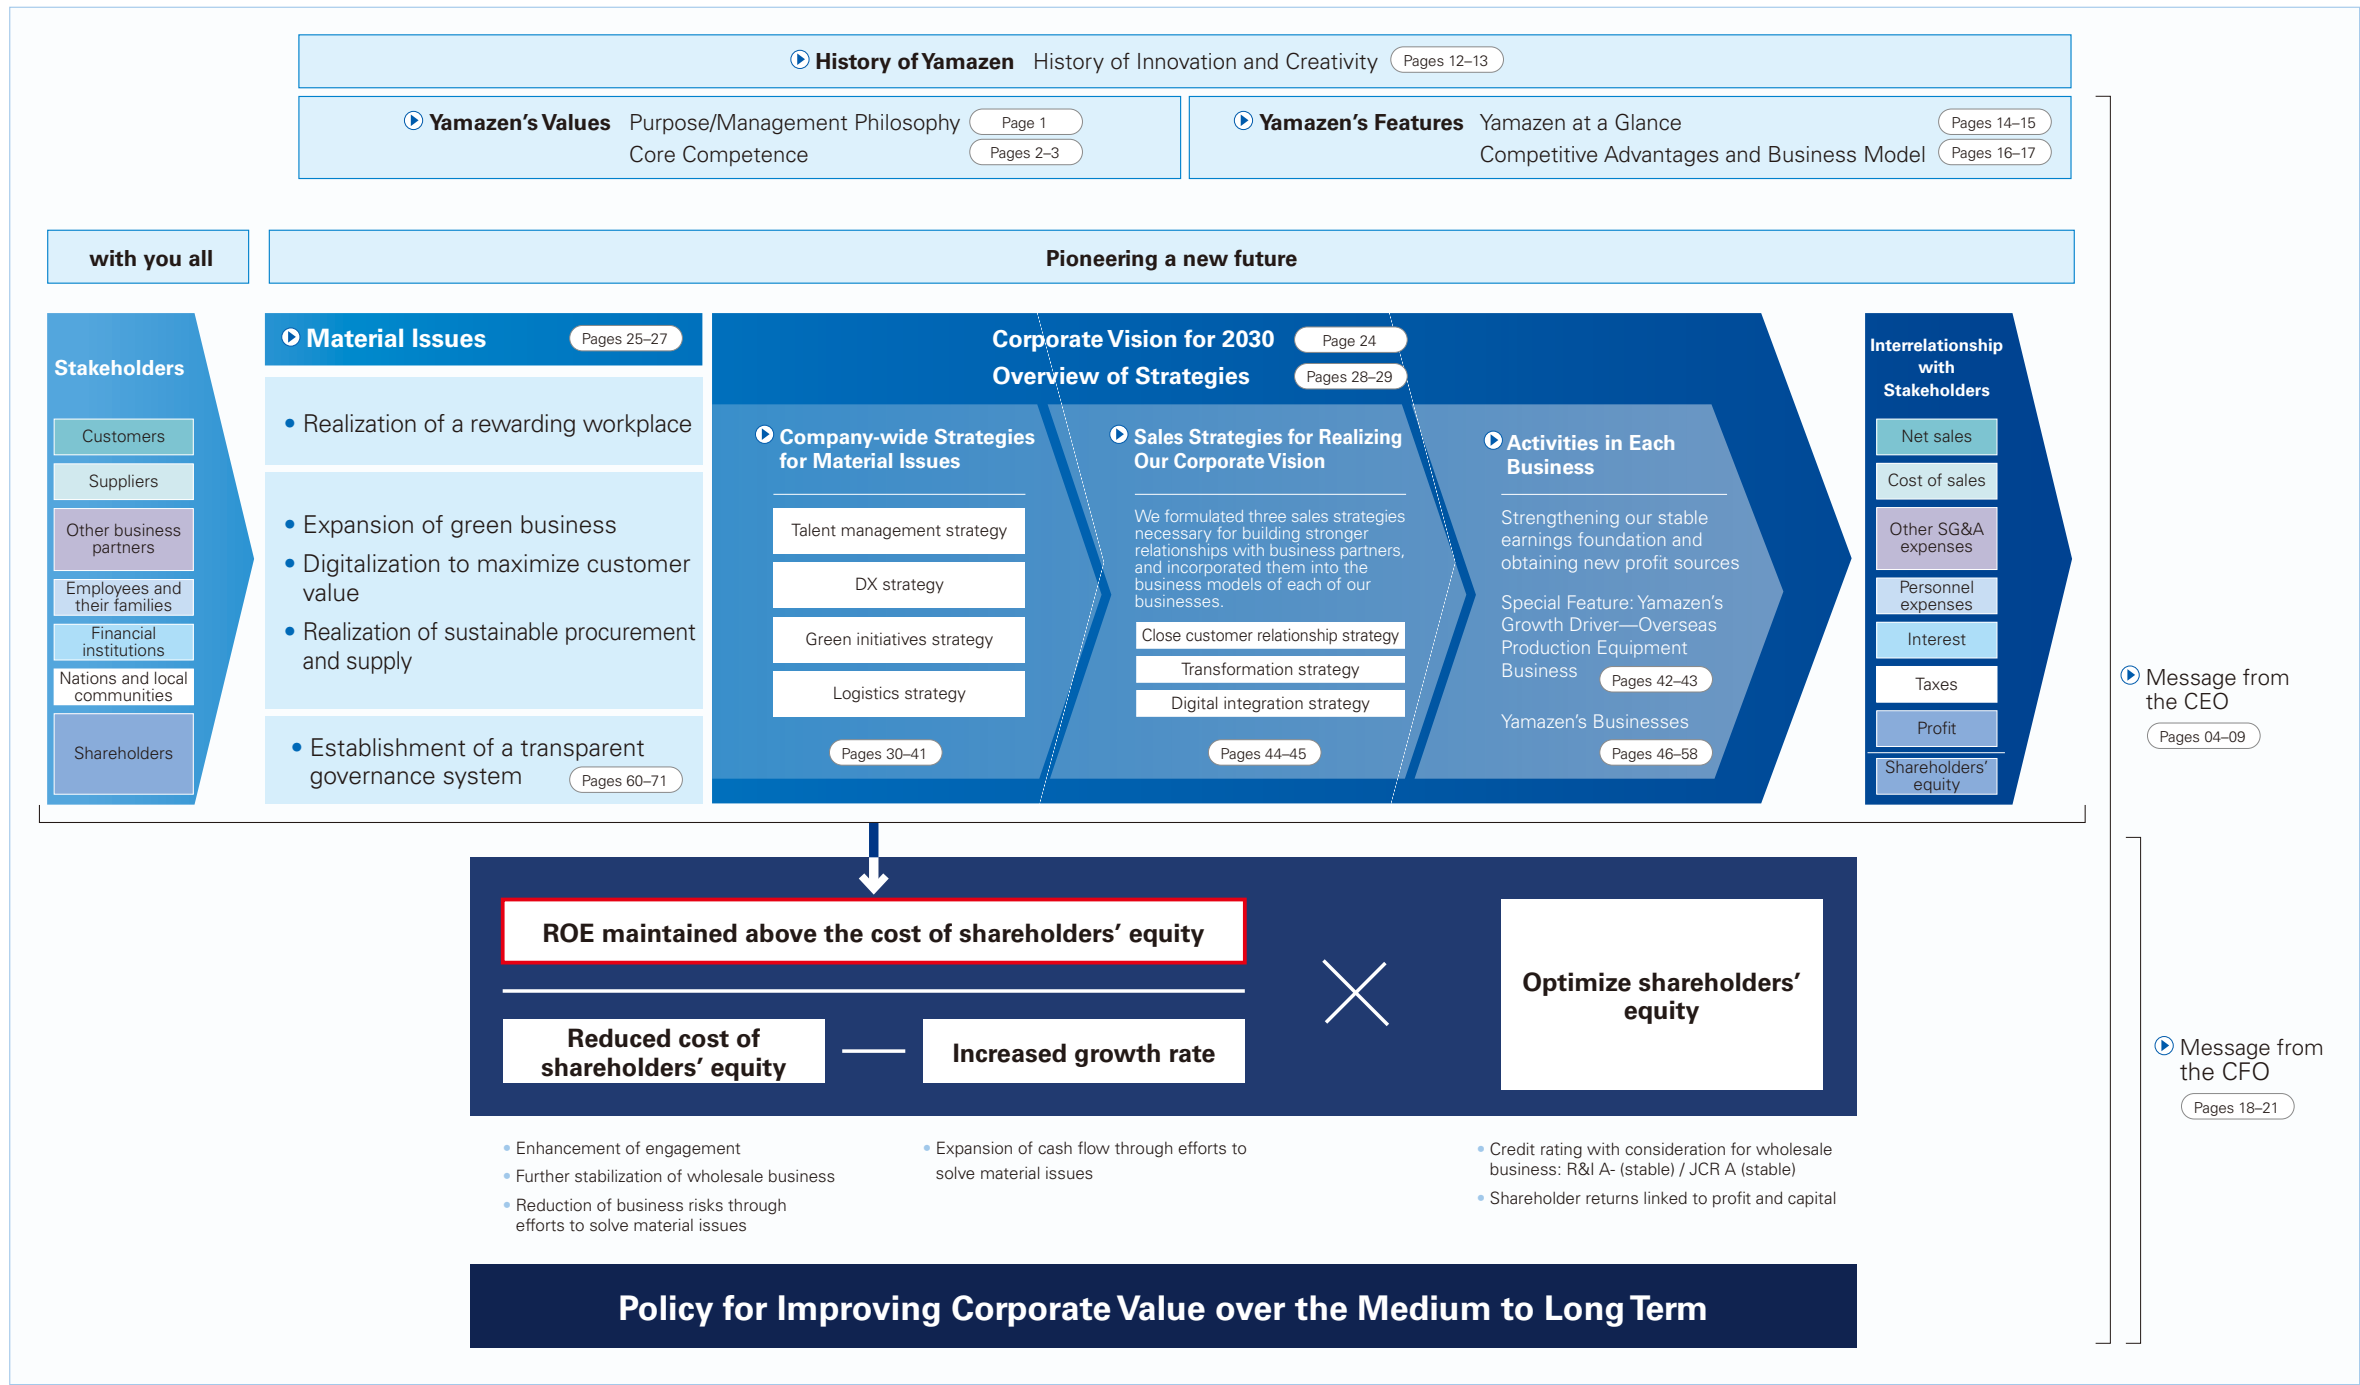 History of Yamazen History of Innovation and Creativity Pages 12–13
Yamazen's Values Purpose/Management Philosophy Page 1
Core Competence Pages 2–3
Yamazen's Features Yamazen at a Glance Pages 14–15
Competitive Advantages and Business Model Pages 16–17
with you all
Pioneering a new future
Stakeholders
Customers
Suppliers
Other business
partners
Employees and
their families
Financial
institutions
Nations and local
communities
Shareholders
Material Issues Pages 25–27
• Realization of a rewarding workplace
• Expansion of green business
• Digitalization to maximize customer
value
• Realization of sustainable procurement
and supply
• Establishment of a transparent
governance system Pages 60–71
Corporate Vision for 2030 Page 24
Overview of Strategies Pages 28–29
Company-wide Strategies
for Material Issues
Talent management strategy
DX strategy
Green initiatives strategy
Logistics strategy
Pages 30–41
Sales Strategies for Realizing
Our Corporate Vision
We formulated three sales strategies
necessary for building stronger
relationships with business partners,
and incorporated them into the
business models of each of our
businesses.
Close customer relationship strategy
Transformation strategy
Digital integration strategy
Pages 44–45
Activities in Each
Business
Strengthening our stable
earnings foundation and
obtaining new profit sources
Special Feature: Yamazen's
Growth Driver—Overseas
Production Equipment
Business Pages 42–43
Yamazen's Businesses
Pages 46–58
Interrelationship
with
Stakeholders
Net sales
Cost of sales
Other SG&A
expenses
Personnel
expenses
Interest
Taxes
Profit
Shareholders'
equity
Message from
the CEO
Pages 04–09
ROE maintained above the cost of shareholders' equity
Reduced cost of
shareholders' equity
—
Increased growth rate
×
Optimize shareholders'
equity
• Enhancement of engagement
• Further stabilization of wholesale business
• Reduction of business risks through
efforts to solve material issues
• Expansion of cash flow through efforts to
solve material issues
• Credit rating with consideration for wholesale
business: R&I A- (stable) / JCR A (stable)
• Shareholder returns linked to profit and capital
Message from
the CFO
Pages 18–21
Policy for Improving Corporate Value over the Medium to Long Term